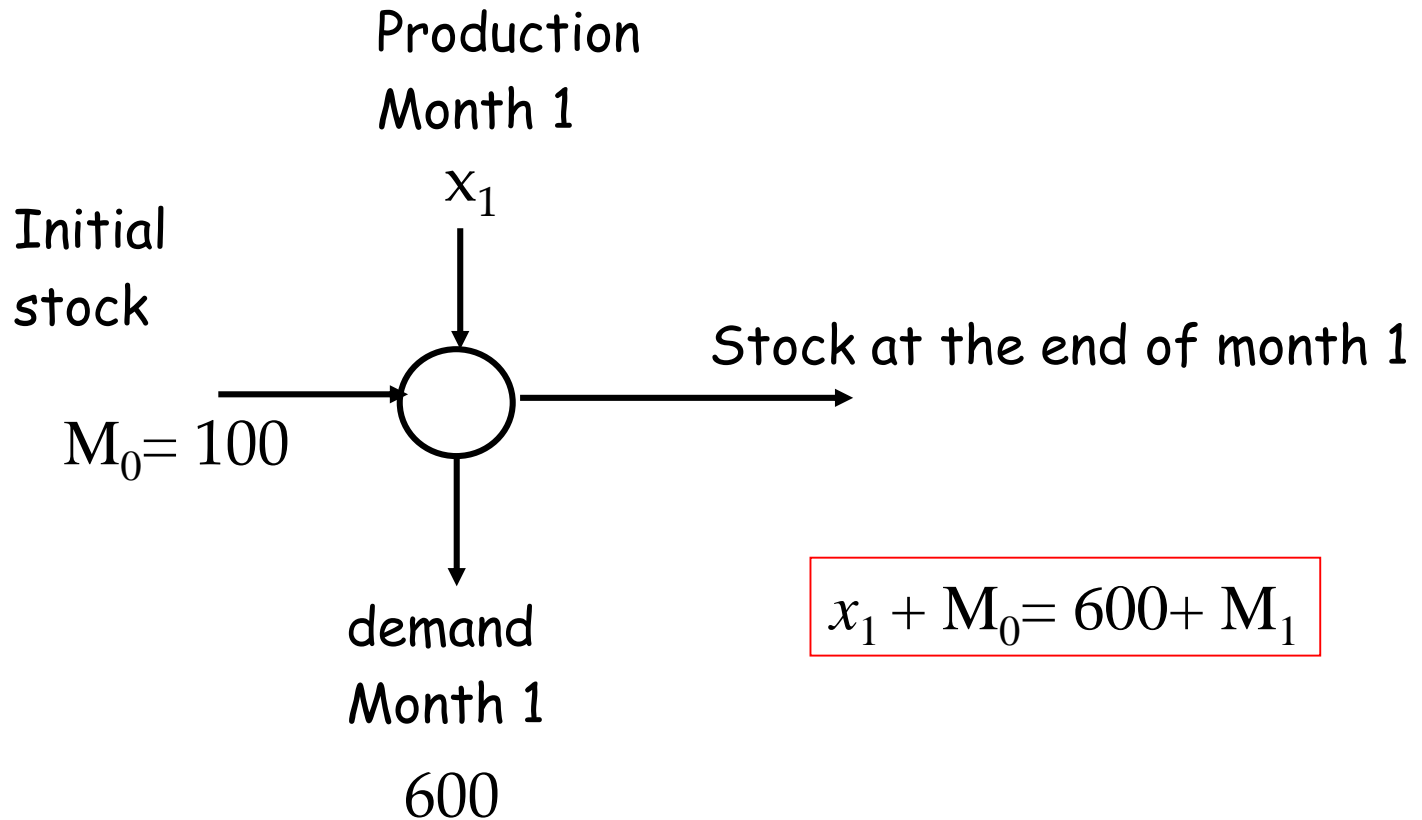 Production
Month 1
x₁
Initial
stock
Stock at the end of month 1
M₀= 100
x₁ + M₀= 600+ M₁
demand
Month 1
600